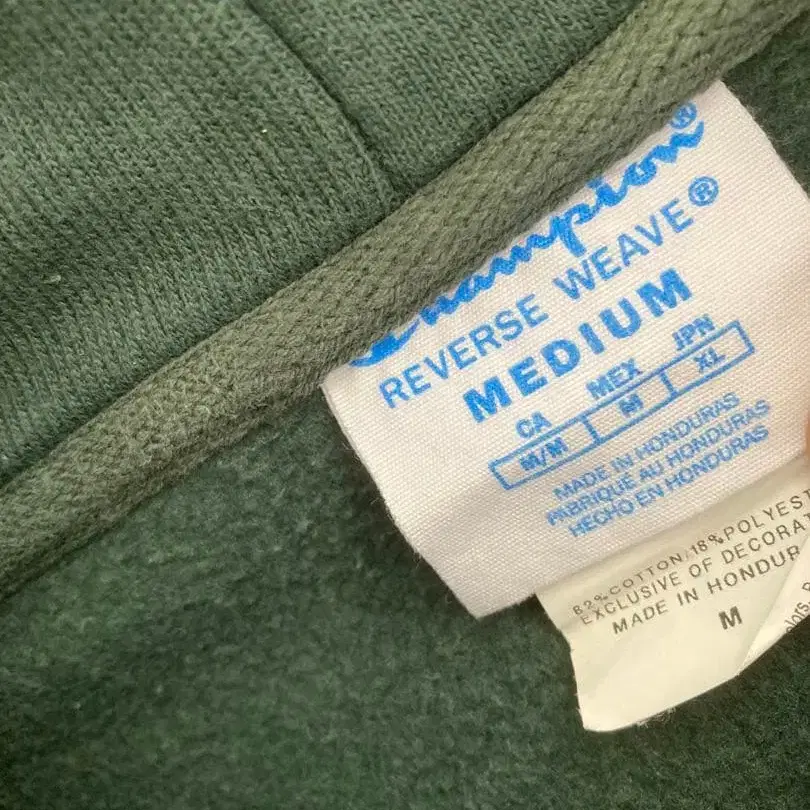 Champion®
REVERSE WEAVE®
MEDIUM
CA MEX JPN
M/M M XL
MADE IN HONDURAS
FABRIQUE AU HONDURAS
HECHO EN HONDURAS
82% COTTON/18% POLYES
EXCLUSIVE OF DECORAT
MADE IN HONDUR
M